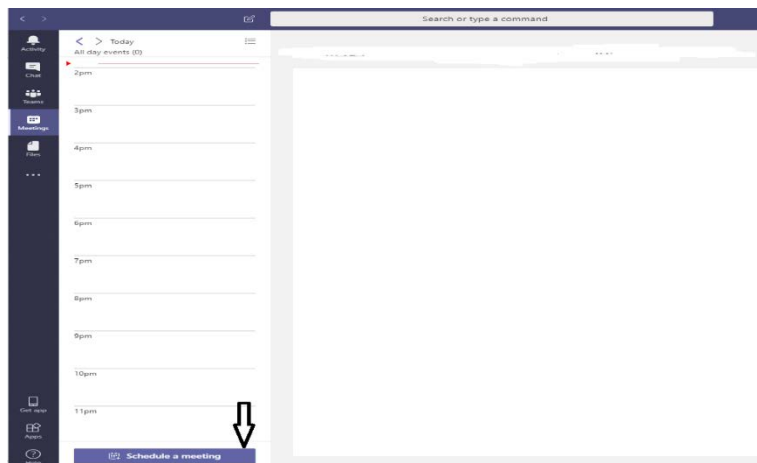 Search or type a command
Activity
Chat
Teams
Meetings
Files
Get app
Apps
Today
All day events (0)
2pm
3pm
4pm
5pm
6pm
7pm
8pm
9pm
10pm
11pm
Schedule a meeting